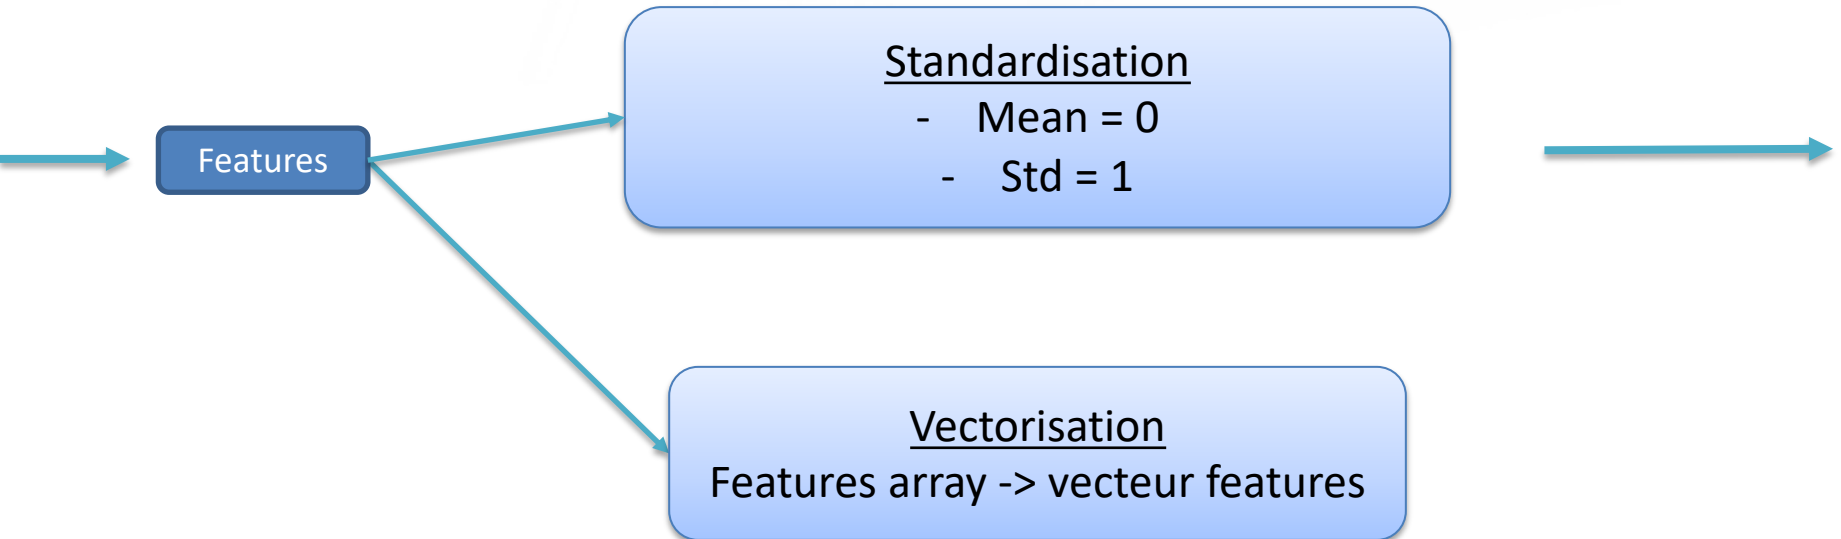 Features
Standardisation
- Mean = 0
- Std = 1
Vectorisation
Features array -> vecteur features